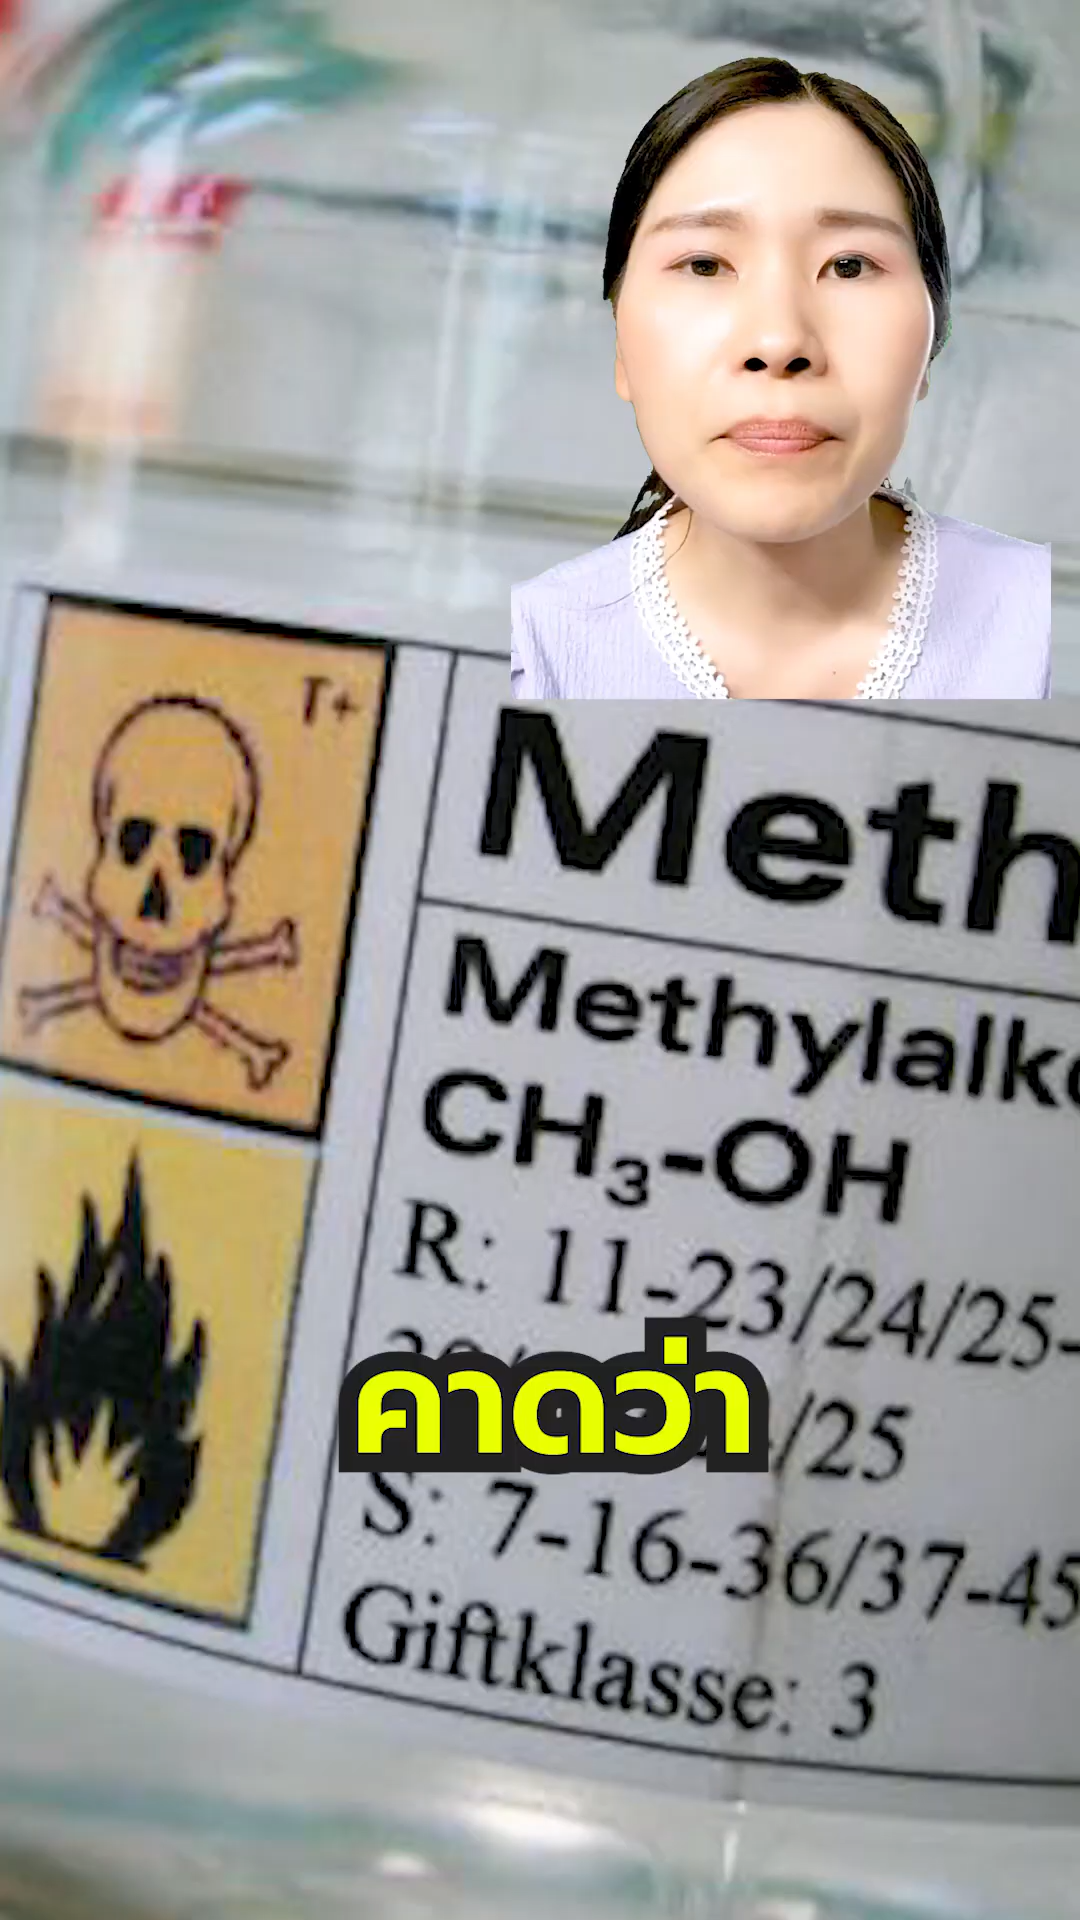 T+
Meth
Methylalk
CH₃-OH
R: 11-23/24/25-
/25
คาดว่า
S: 7-16-36/37-45
Giftklasse: 3